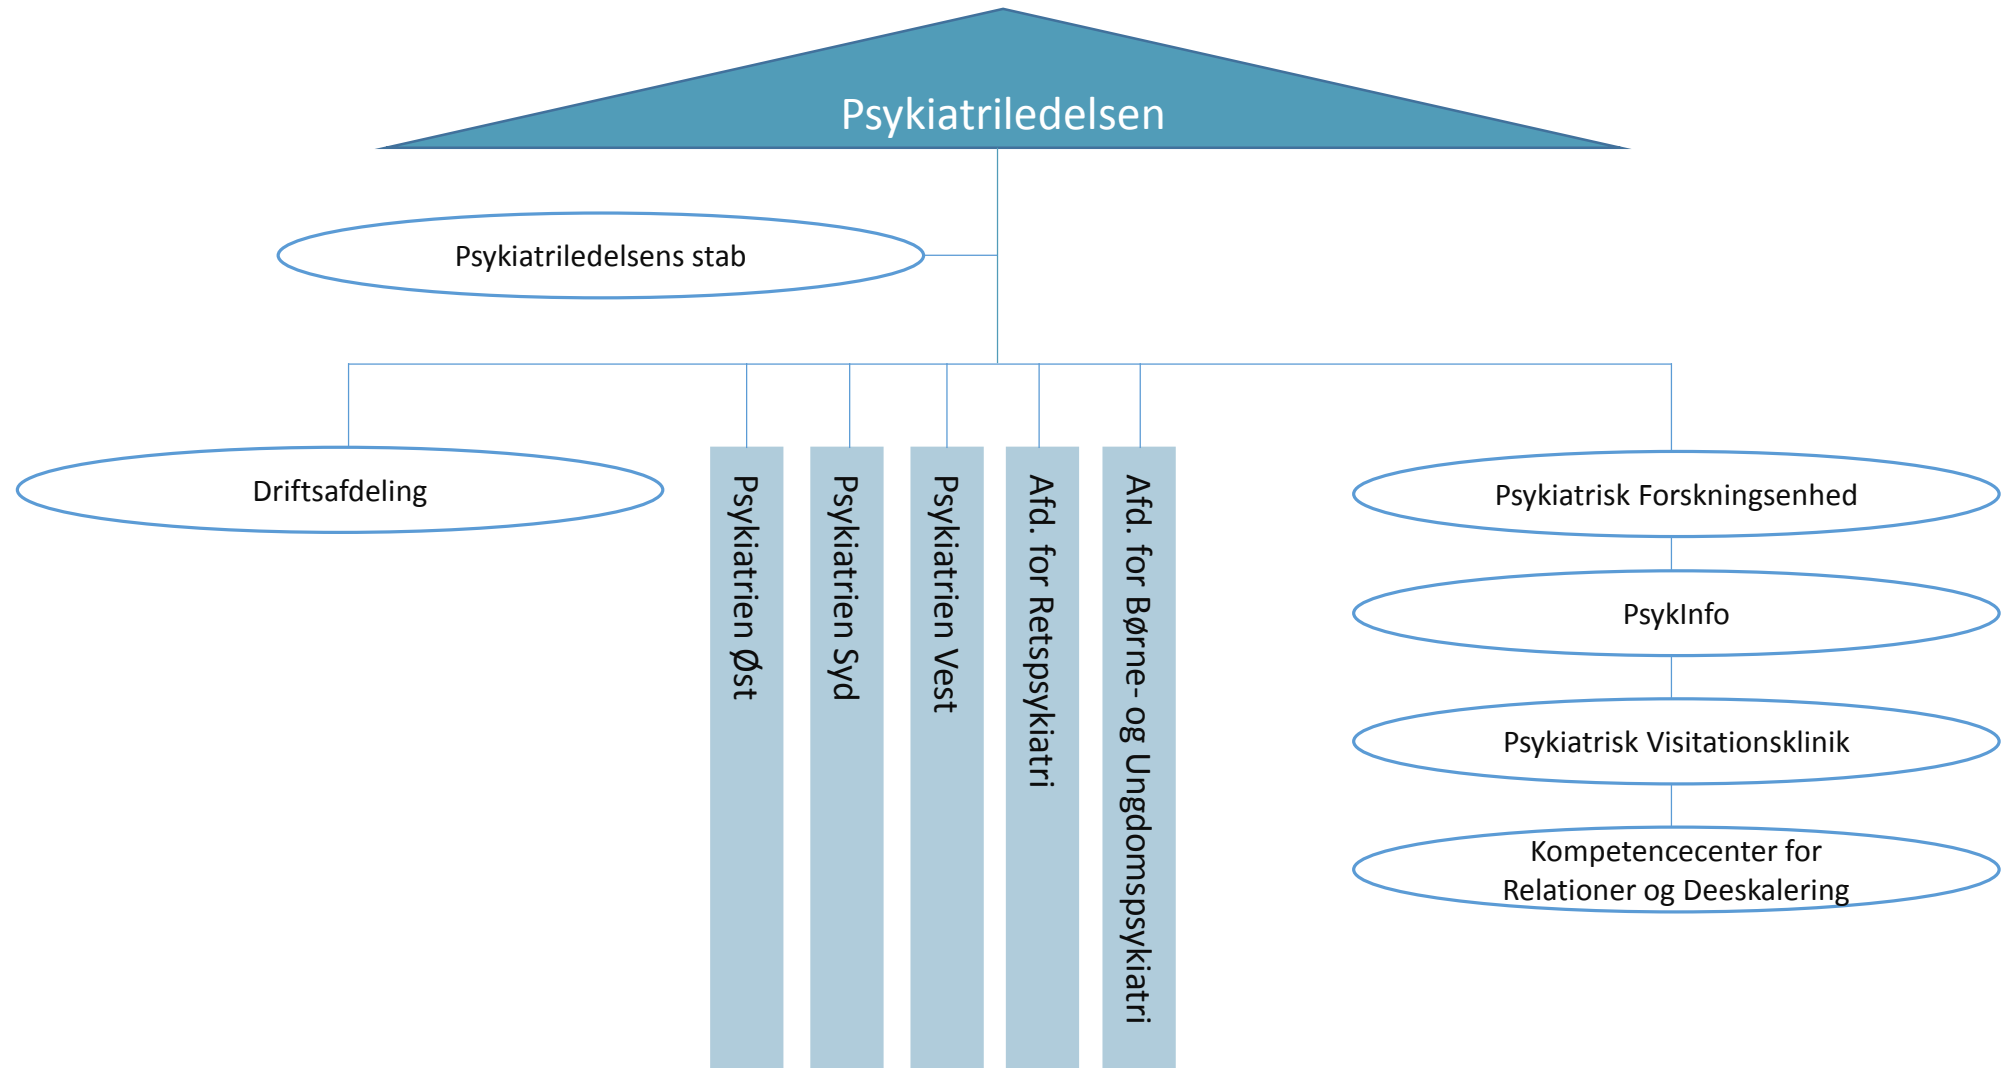 Psykiatriledelsen
Psykiatriledelsens stab
Driftsafdeling
Psykiatrien Øst
Psykiatrien Syd
Psykiatrien Vest
Afd. for Retspsykiatri
Afd. for Børne- og Ungdomspsykiatri
Psykiatrisk Forskningsenhed
PsykInfo
Psykiatrisk Visitationsklinik
Kompetencecenter for
Relationer og Deeskalering